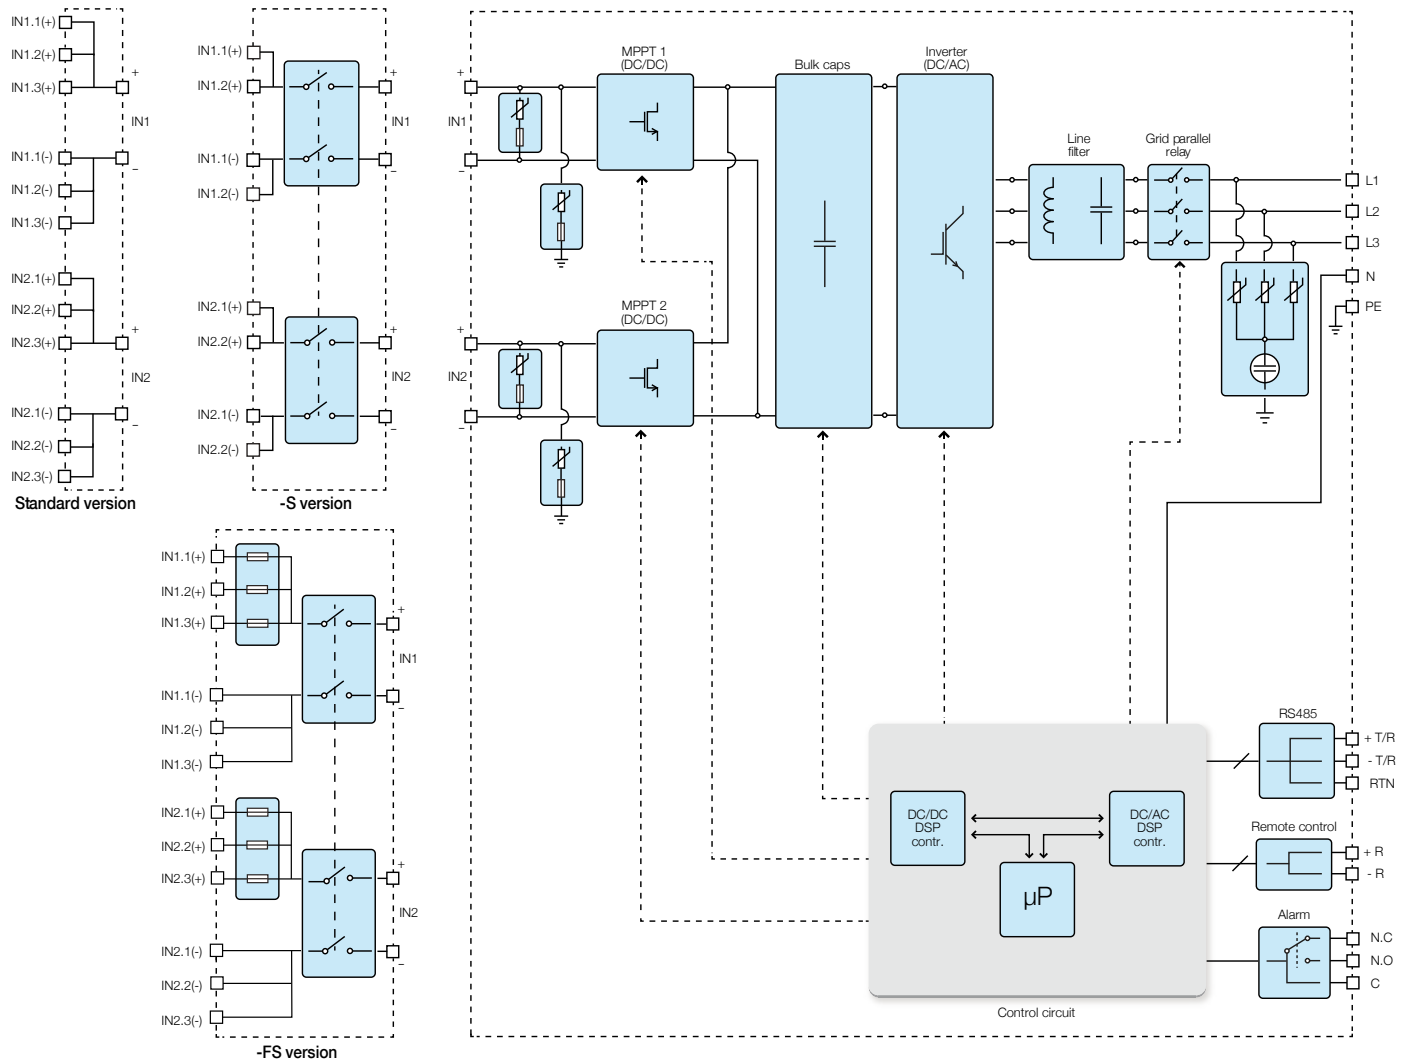 IN1.1(+)
IN1.2(+)
IN1.3(+)
+
IN1
IN1.1(-)
–
IN1.2(-)
IN1.3(-)
IN2.1(+)
IN2.2(+)
+
IN2.3(+)
IN2
IN2.1(-)
–
IN2.2(-)
IN2.3(-)
Standard version
IN1.1(+)
+
IN1.2(+)
IN1
IN1.1(-)
–
IN1.2(-)
IN2.1(+)
+
IN2.2(+)
IN2
IN2.1(-)
–
IN2.2(-)
-S version
IN1.1(+)
IN1.2(+)
+
IN1.3(+)
IN1
IN1.1(-)
–
IN1.2(-)
IN1.3(-)
IN2.1(+)
IN2.2(+)
+
IN2.3(+)
IN2
IN2.1(-)
–
IN2.2(-)
IN2.3(-)
-FS version
+
IN1
–
+
IN2
–
MPPT 1
(DC/DC)
MPPT 2
(DC/DC)
Bulk caps
Inverter
(DC/AC)
Line
filter
Grid parallel
relay
L1
L2
L3
N
PE
DC/DC
DSP
contr.
DC/AC
DSP
contr.
µP
Control circuit
RS485
+ T/R
- T/R
RTN
Remote control
+ R
- R
Alarm
N.C
N.O
C